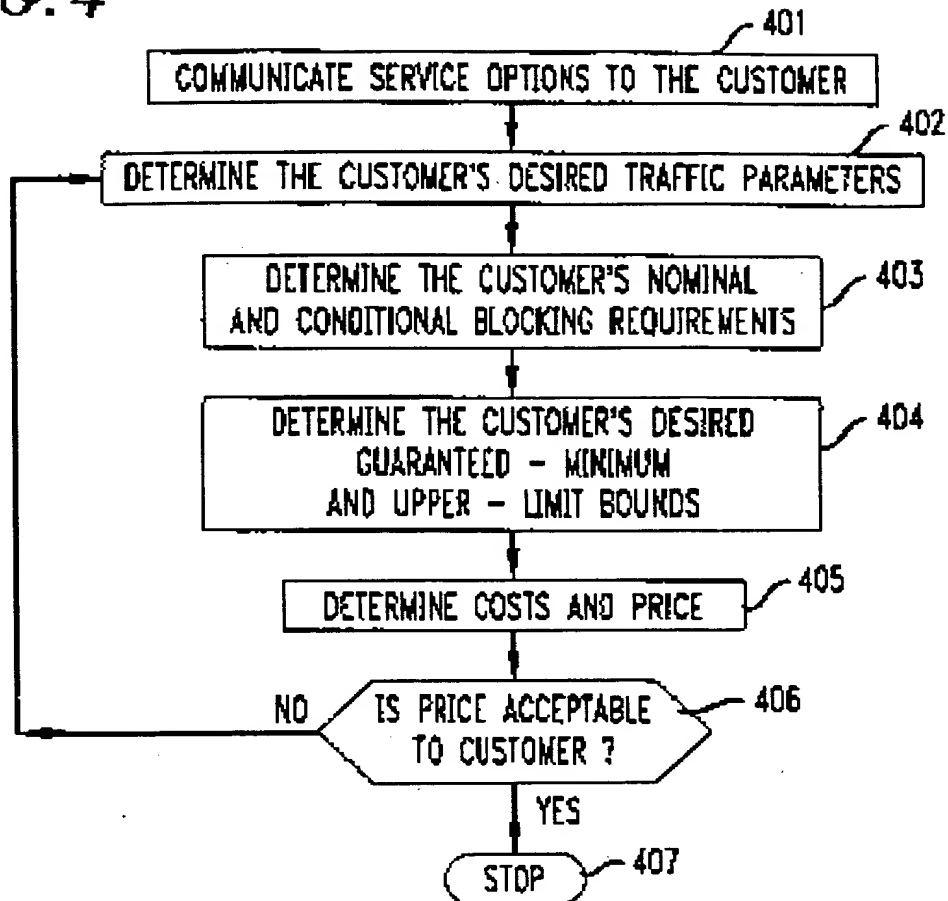 401
COMMUNICATE SERVICE OPTIONS TO THE CUSTOMER
402
DETERMINE THE CUSTOMER'S DESIRED TRAFFIC PARAMETERS
DETERMINE THE CUSTOMER'S NOMINAL
AND CONDITIONAL BLOCKING REQUIREMENTS
403
DETERMINE THE CUSTOMER'S DESIRED
GUARANTEED - MINIMUM
AND UPPER - LIMIT BOUNDS
404
DETERMINE COSTS AND PRICE
405
NO
IS PRICE ACCEPTABLE
TO CUSTOMER ?
406
YES
STOP
407